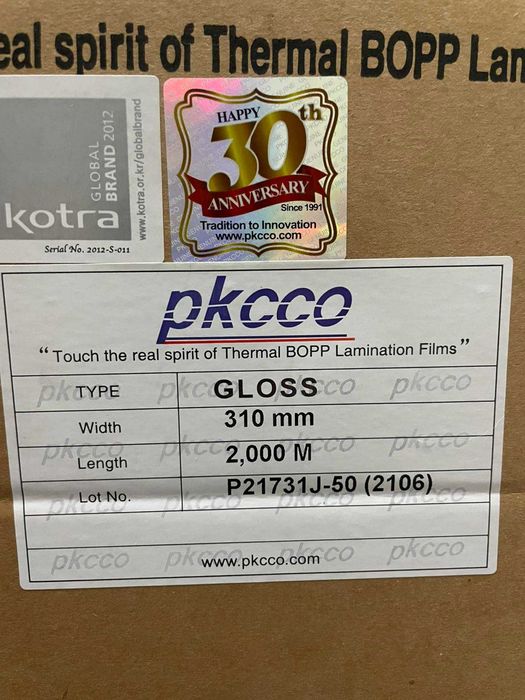 eal spirit of Thermal BOPP Lam
kotra
GLOBAL
BRAND 2012
www.kotra.or.kr/globalbrand
Serial No. 2012-S-011
HAPPY
30th
ANNIVERSARY
Since 1991
Tradition to Innovation
www.pkcco.com
pkcco
“Touch the real spirit of Thermal BOPP Lamination Films”
TYPE GLOSS
Width 310 mm
Length 2,000 M
Lot No. P21731J-50 (2106)
www.pkcco.com